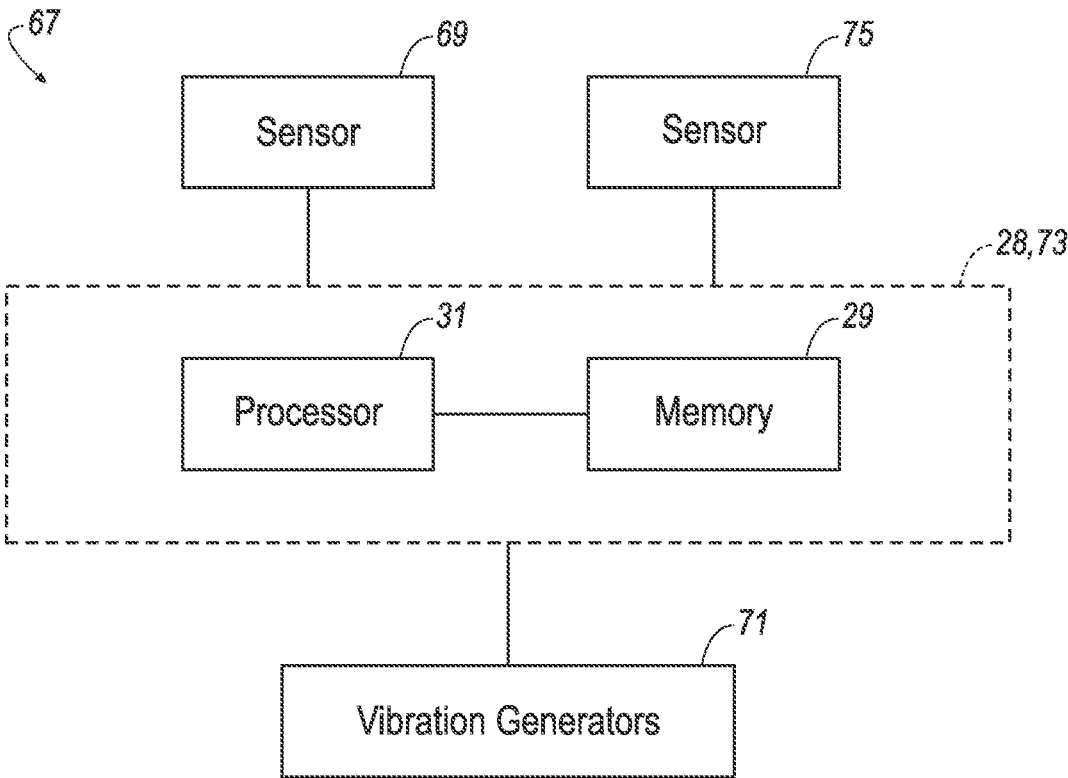 67
69
75
Sensor
Sensor
28,73
31
29
Processor
Memory
71
Vibration Generators